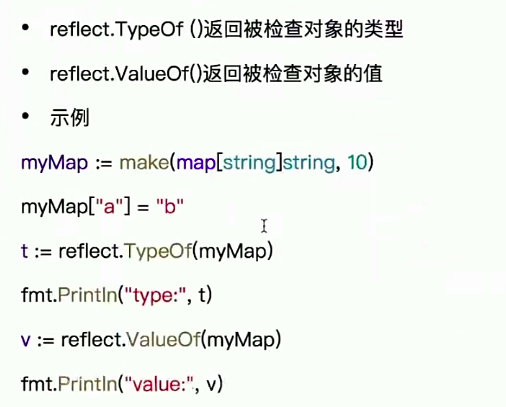 • reflect.TypeOf ()返回被检查对象的类型
• reflect.ValueOf()返回被检查对象的值
• 示例
myMap := make(map[string]string, 10)
myMap["a"] = "b"
t := reflect.TypeOf(myMap)
fmt.Println("type:", t)
v := reflect.ValueOf(myMap)
fmt.Println("value:", v)